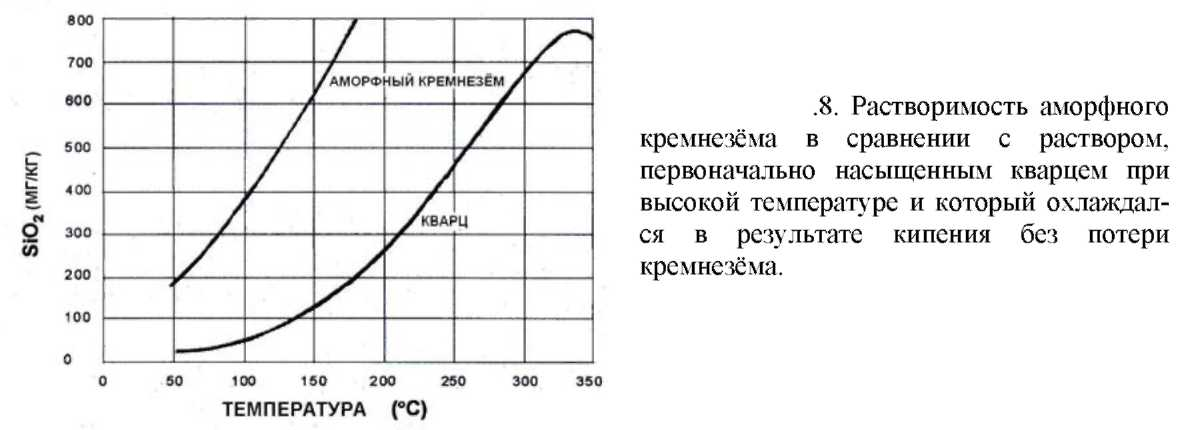 800
700
600
500
400
300
200
100
0
SiO₂ (МГ/КГ)
АМОРФНЫЙ КРЕМНЕЗЁМ
КВАРЦ
0 50 100 150 200 250 300 350
ТЕМПЕРАТУРА (°C)
.8. Растворимость аморфного
кремнезёма в сравнении с раствором,
первоначально насыщенным кварцем при
высокой температуре и который охлаждал-
ся в результате кипения без потери
кремнезёма.